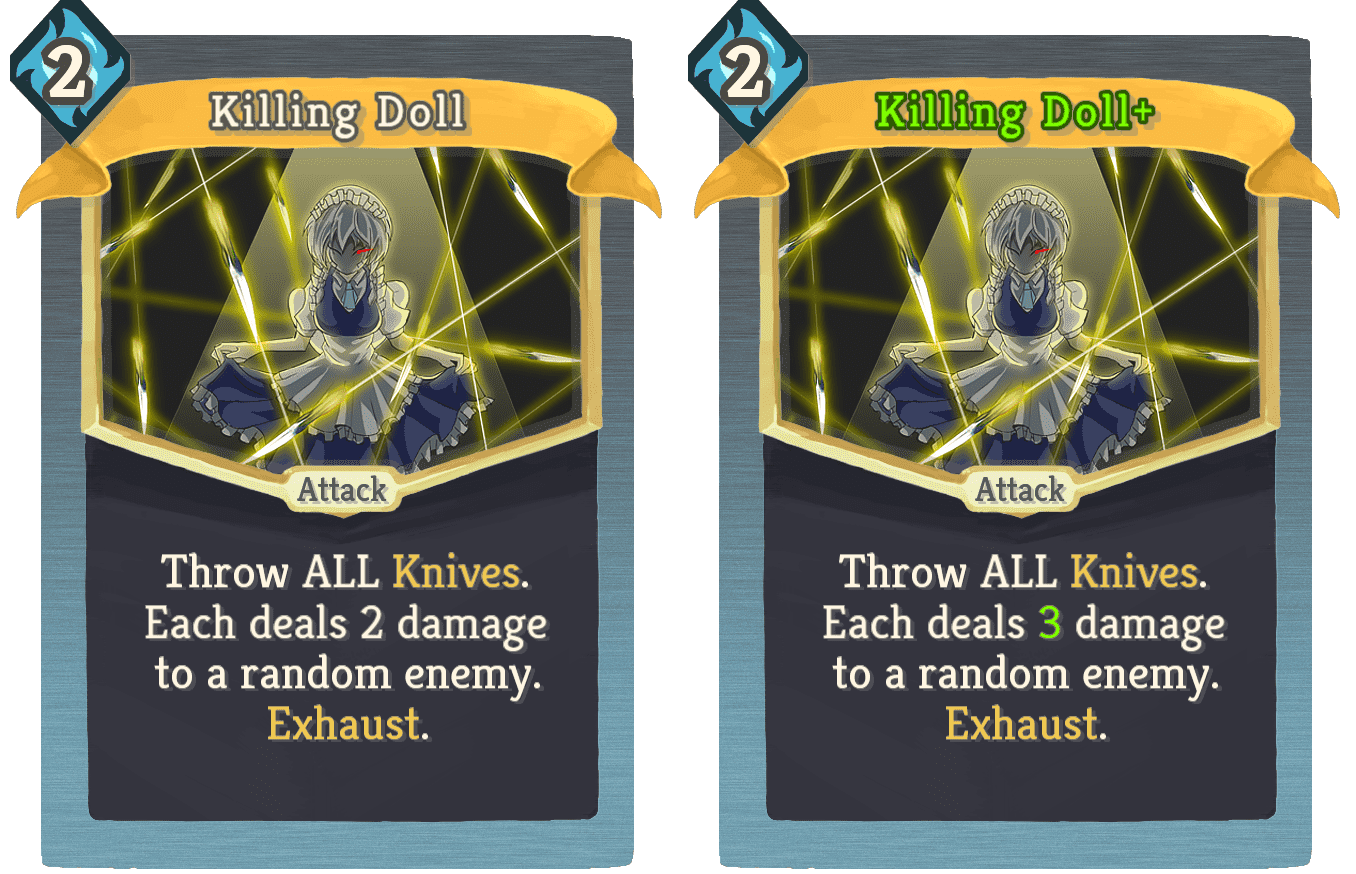 2
Killing Doll
Attack
Throw ALL Knives.
Each deals 2 damage
to a random enemy.
Exhaust.
2
Killing Doll+
Attack
Throw ALL Knives.
Each deals 3 damage
to a random enemy.
Exhaust.